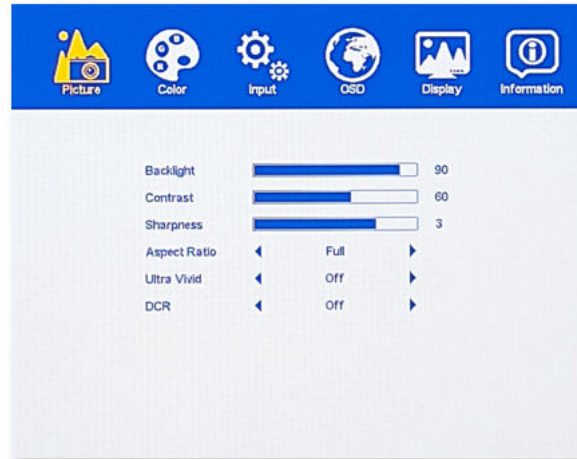 Picture Color Input OSD Display Information
Backlight 90
Contrast 60
Sharpness 3
Aspect Ratio Full
Ultra Vivid Off
DCR Off